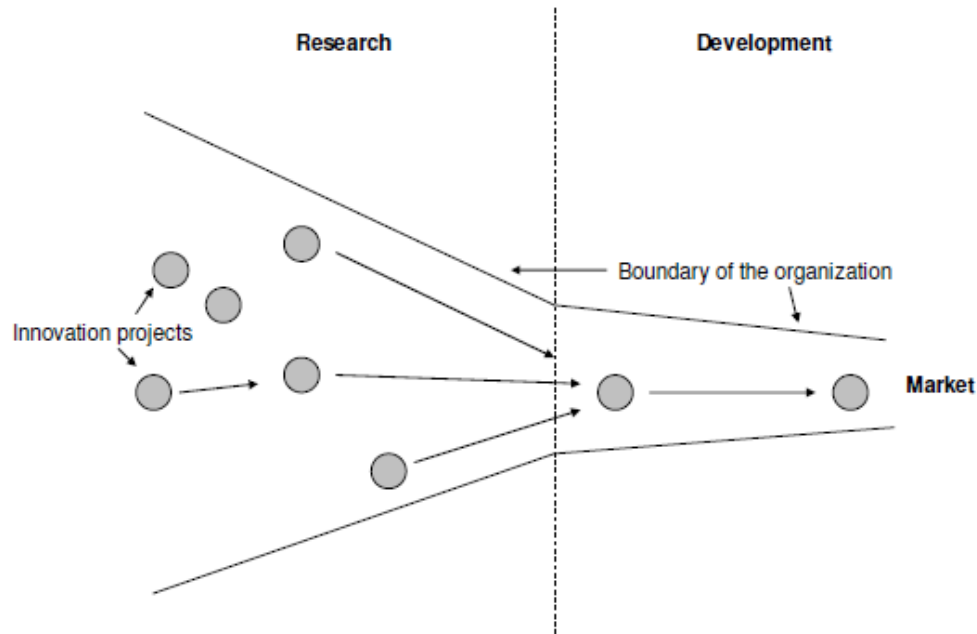 Research
Development
Boundary of the organization
Innovation projects
Market